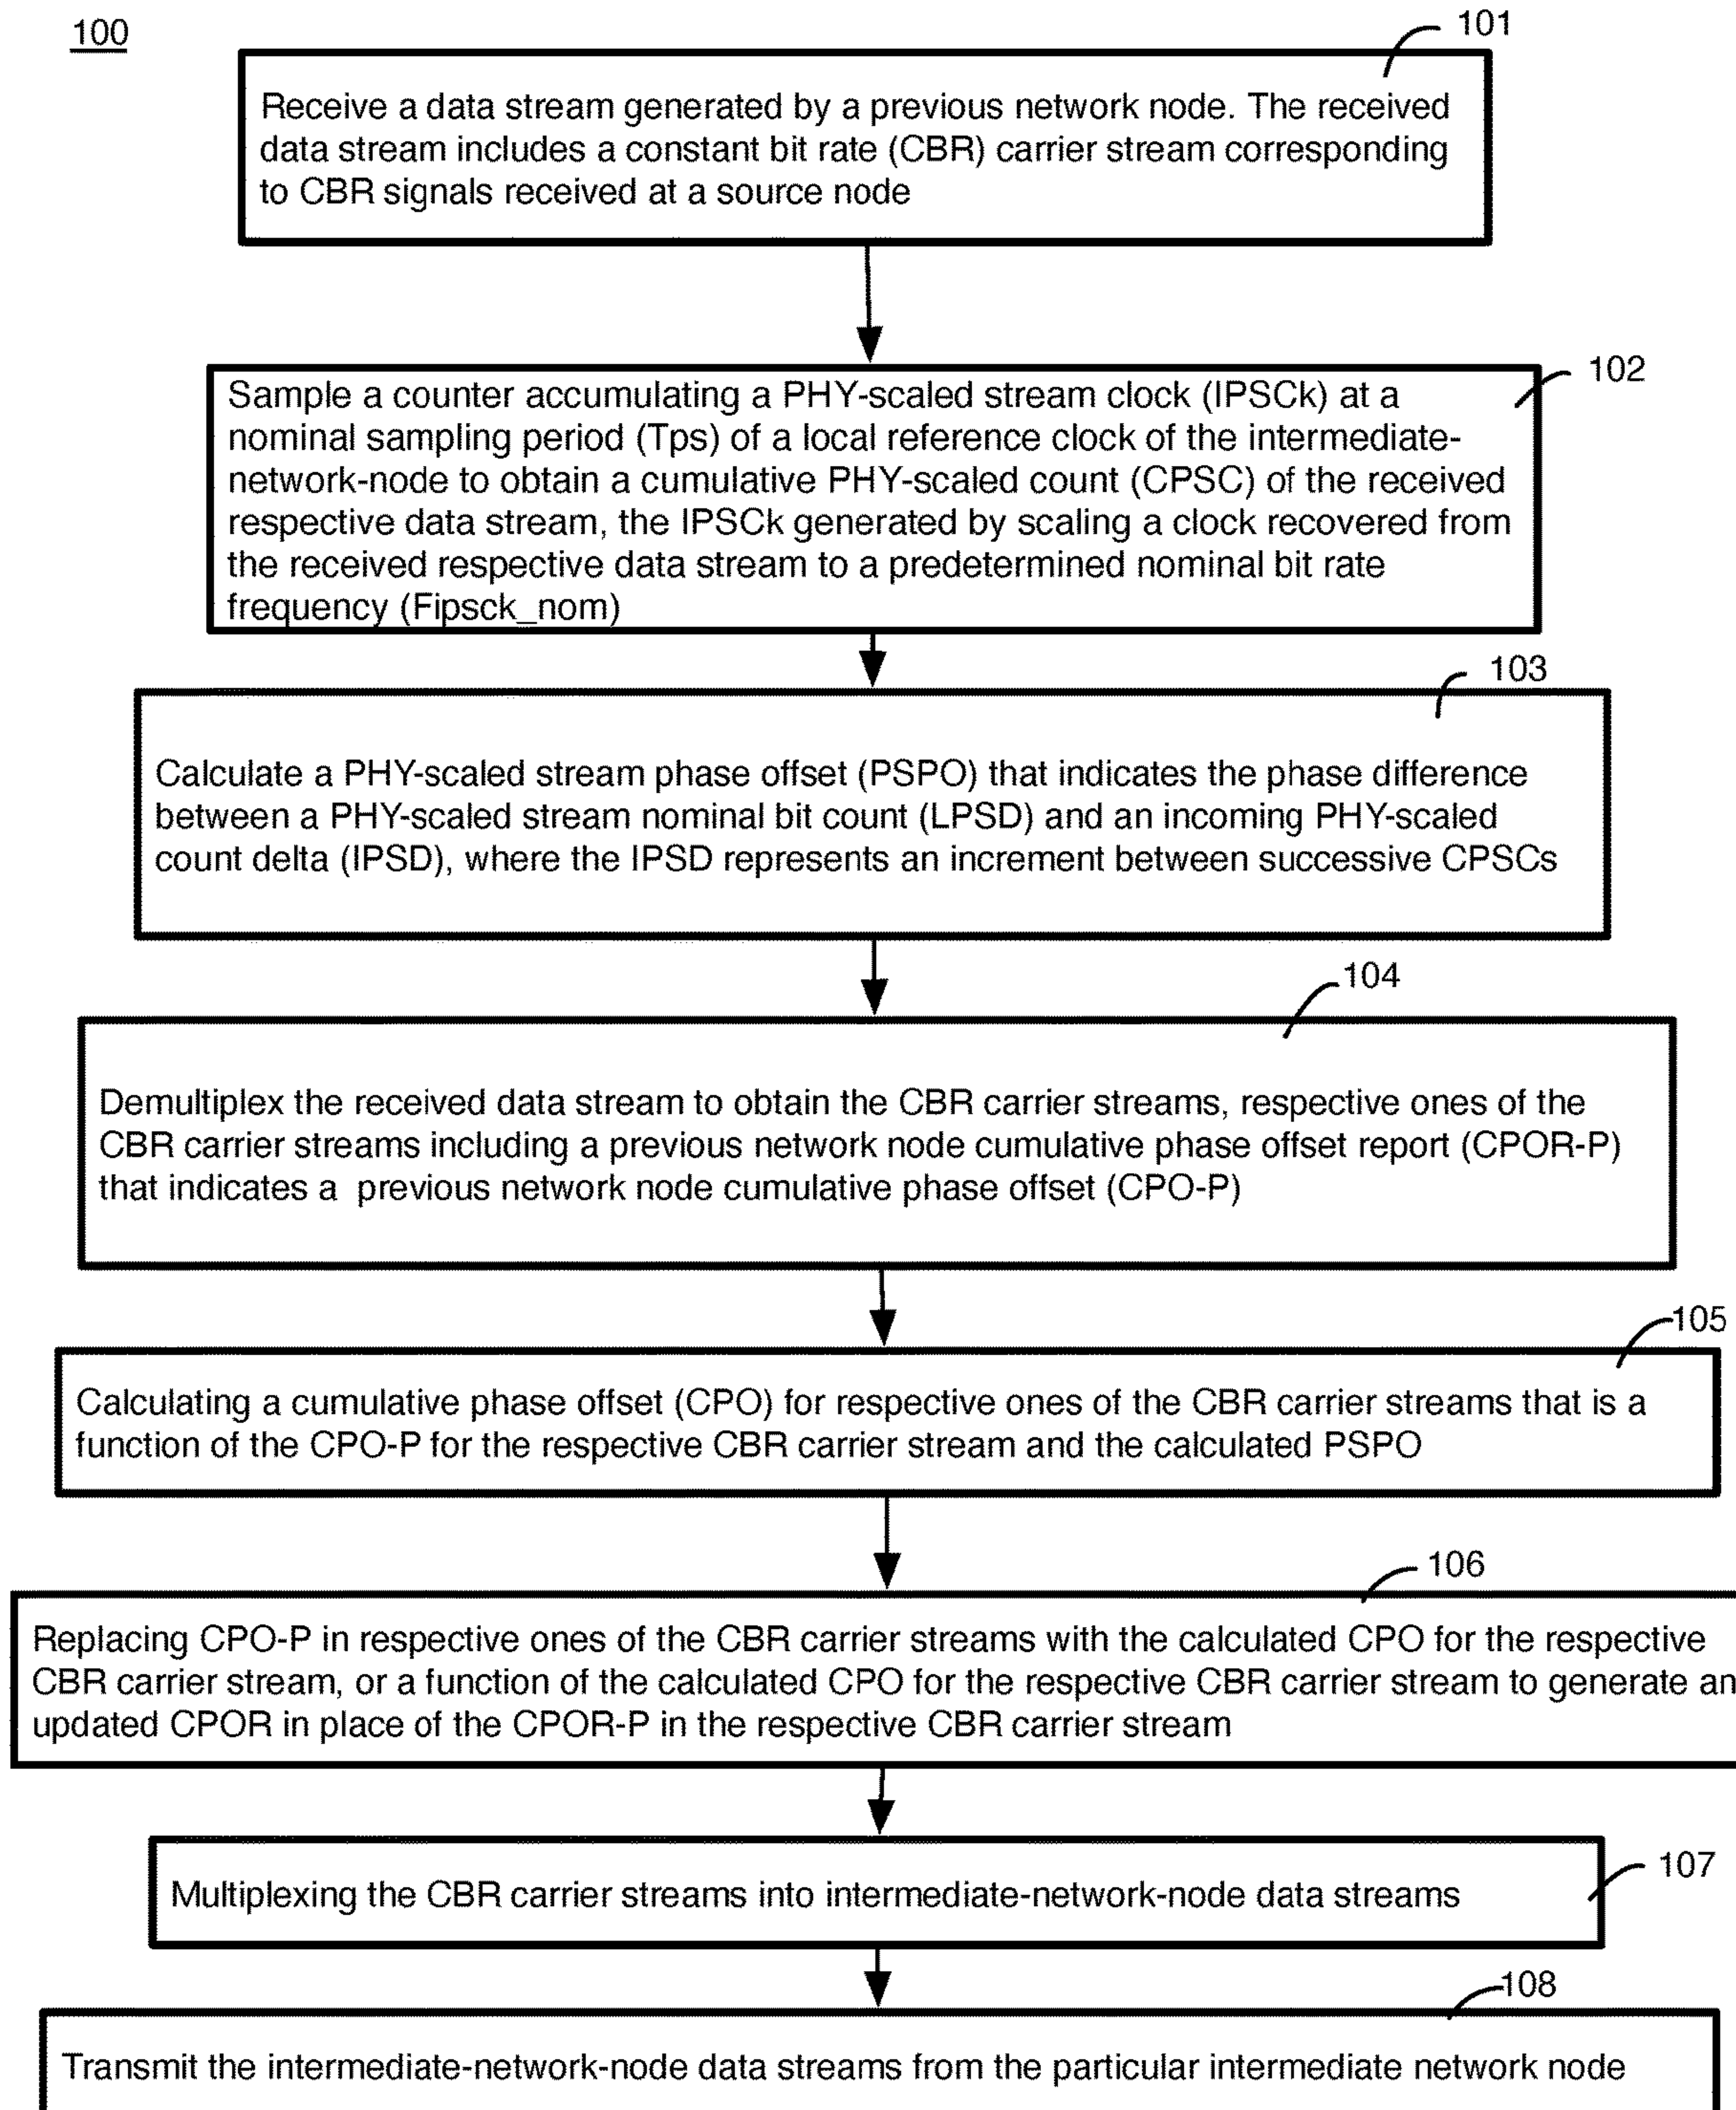 100
101
Receive a data stream generated by a previous network node. The received
data stream includes a constant bit rate (CBR) carrier stream corresponding
to CBR signals received at a source node
102
Sample a counter accumulating a PHY-scaled stream clock (IPSCk) at a
nominal sampling period (Tps) of a local reference clock of the intermediate-
network-node to obtain a cumulative PHY-scaled count (CPSC) of the received
respective data stream, the IPSCk generated by scaling a clock recovered from
the received respective data stream to a predetermined nominal bit rate
frequency (Fipsck_nom)
103
Calculate a PHY-scaled stream phase offset (PSPO) that indicates the phase difference
between a PHY-scaled stream nominal bit count (LPSD) and an incoming PHY-scaled
count delta (IPSD), where the IPSD represents an increment between successive CPSCs
104
Demultiplex the received data stream to obtain the CBR carrier streams, respective ones of the
CBR carrier streams including a previous network node cumulative phase offset report (CPOR-P)
that indicates a previous network node cumulative phase offset (CPO-P)
105
Calculating a cumulative phase offset (CPO) for respective ones of the CBR carrier streams that is a
function of the CPO-P for the respective CBR carrier stream and the calculated PSPO
106
Replacing CPO-P in respective ones of the CBR carrier streams with the calculated CPO for the respective
CBR carrier stream, or a function of the calculated CPO for the respective CBR carrier stream to generate an
updated CPOR in place of the CPOR-P in the respective CBR carrier stream
107
Multiplexing the CBR carrier streams into intermediate-network-node data streams
108
Transmit the intermediate-network-node data streams from the particular intermediate network node